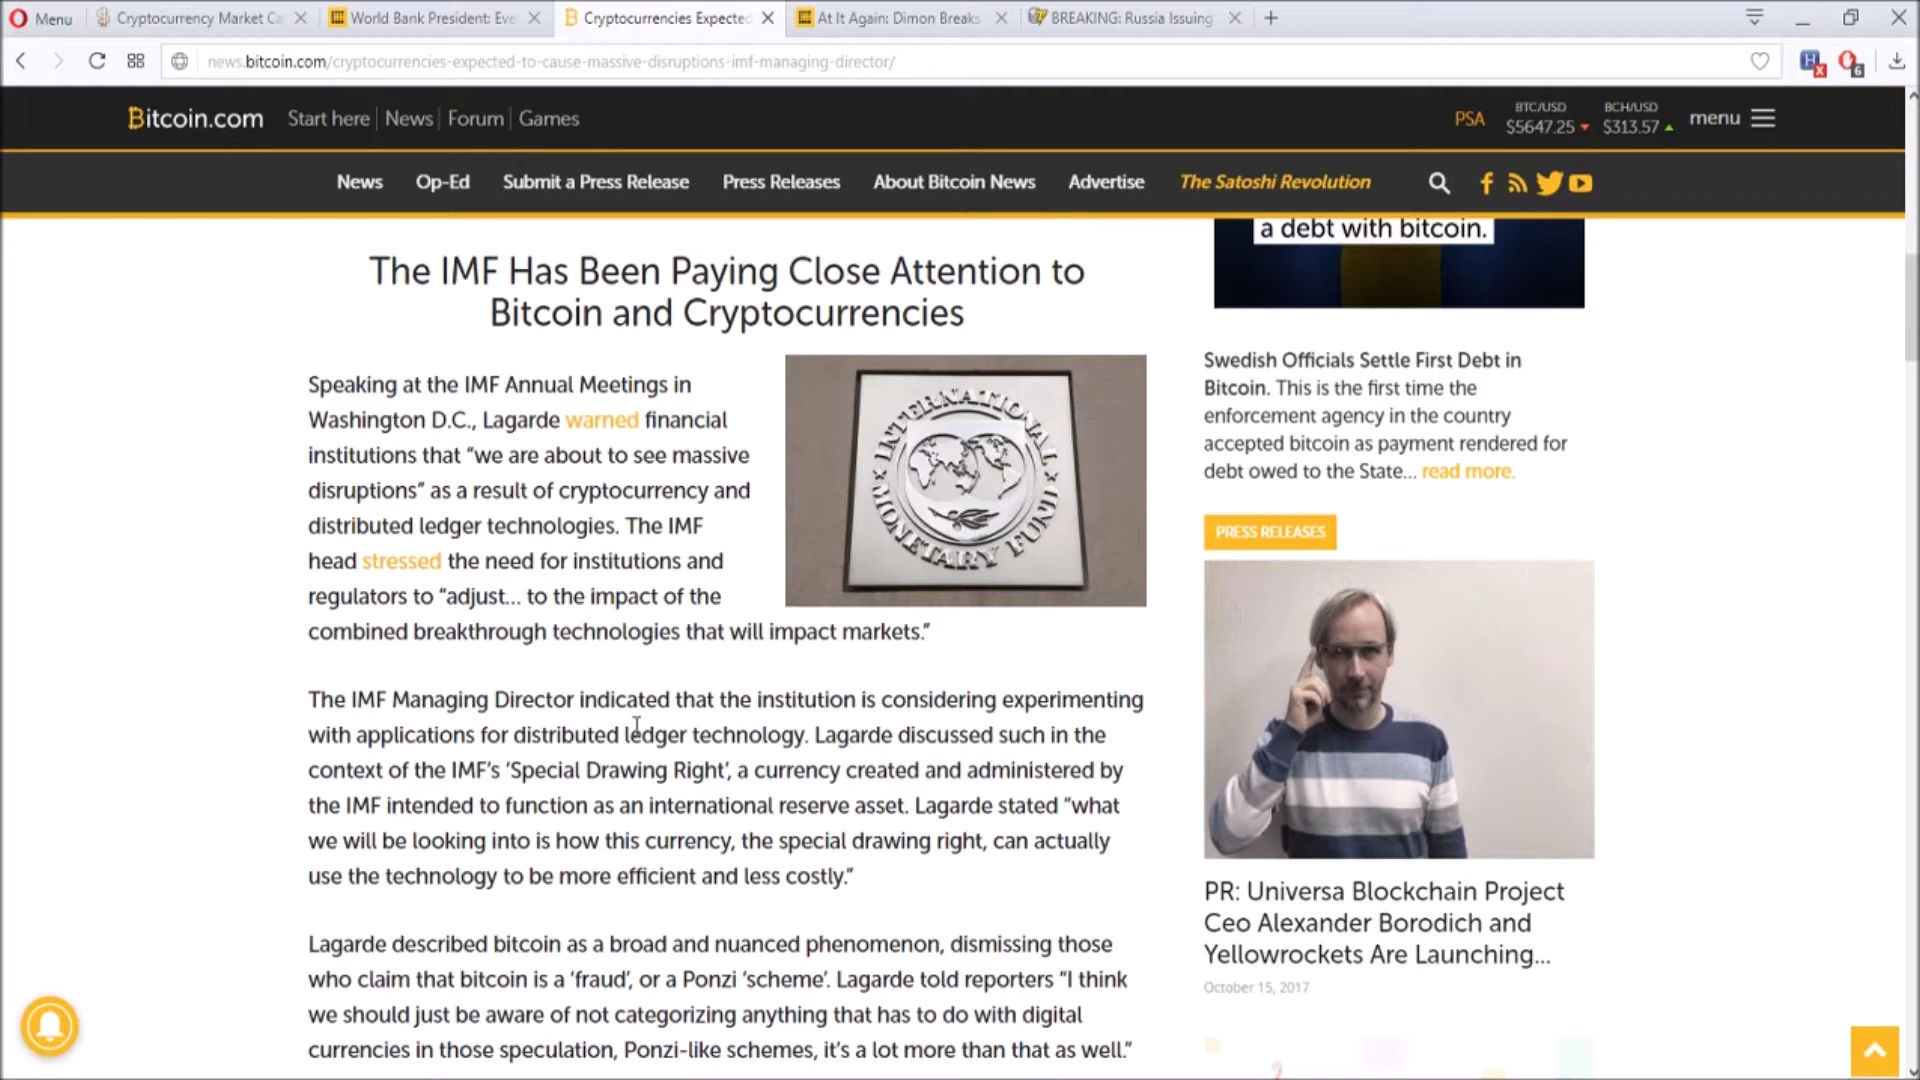 Menu
Cryptocurrency Market Ca
World Bank President: Eve
Cryptocurrencies Expected
At It Again: Dimon Breaks
BREAKING: Russia Issuing
news.bitcoin.com/cryptocurrencies-expected-to-cause-massive-disruptions-imf-managing-director/
6
Bitcoin.com
Start here | News | Forum | Games
PSA
BTC/USD
$5647.25
BCH/USD
$313.57
menu
News
Op-Ed
Submit a Press Release
Press Releases
About Bitcoin News
Advertise
The Satoshi Revolution
The IMF Has Been Paying Close Attention to
Bitcoin and Cryptocurrencies
Speaking at the IMF Annual Meetings in
Washington D.C., Lagarde warned financial
institutions that “we are about to see massive
disruptions” as a result of cryptocurrency and
distributed ledger technologies. The IMF
head stressed the need for institutions and
regulators to “adjust… to the impact of the
combined breakthrough technologies that will impact markets.”
INTERNATIONAL
MONETARY FUND
The IMF Managing Director indicated that the institution is considering experimenting
with applications for distributed ledger technology. Lagarde discussed such in the
context of the IMF’s ‘Special Drawing Right’, a currency created and administered by
the IMF intended to function as an international reserve asset. Lagarde stated “what
we will be looking into is how this currency, the special drawing right, can actually
use the technology to be more efficient and less costly.”
Lagarde described bitcoin as a broad and nuanced phenomenon, dismissing those
who claim that bitcoin is a ‘fraud’, or a Ponzi ‘scheme’. Lagarde told reporters “I think
we should just be aware of not categorizing anything that has to do with digital
currencies in those speculation, Ponzi-like schemes, it’s a lot more than that as well.”
a debt with bitcoin.
Swedish Officials Settle First Debt in
Bitcoin. This is the first time the
enforcement agency in the country
accepted bitcoin as payment rendered for
debt owed to the State… read more.
PRESS RELEASES
PR: Universa Blockchain Project
Ceo Alexander Borodich and
Yellowrockets Are Launching...
October 15, 2017